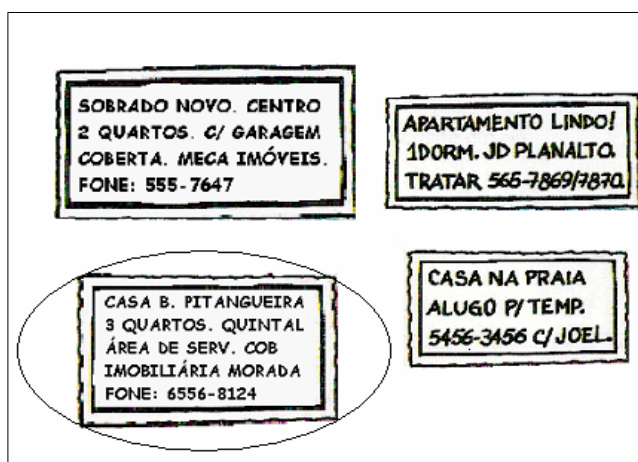 SOBRADO NOVO. CENTRO
2 QUARTOS. C/ GARAGEM
COBERTA. MECA IMÓVEIS.
FONE: 555-7647
APARTAMENTO LINDO!
1DORM. JD PLANALTO.
TRATAR 565-7869/7870.
CASA B. PITANGUEIRA
3 QUARTOS. QUINTAL
ÁREA DE SERV. COB
IMOBILIÁRIA MORADA
FONE: 6556-8124
CASA NA PRAIA
ALUGO P/ TEMP.
5456-3456 C/ JOEL.